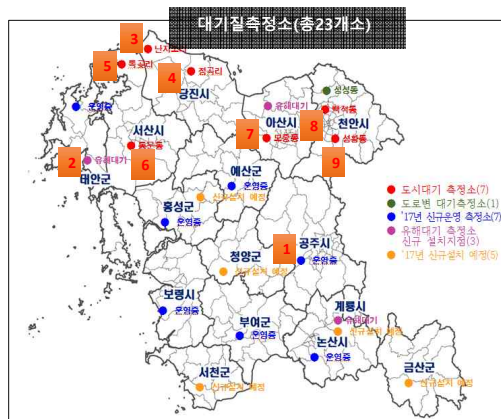 대기질측정소(총23개소)
3
난지도리
5
독곶리
4
정곡리
당진시
성성동
유해대기
백석동
운영중
아산시
8
천안시
서산시
7
모종동
성황동
동문동
2
유해대기
6
예산군
9
태안군
운영중
도시대기 측정소(7)
도로변 대기측정소(1)
'17년 신규운영 측정소(7)
유해대기 측정소
신규 설치지점(3)
'17년 신규설치 예정(5)
신규설치 예정
홍성군
운영중
청양군
1
공주시
운영중
신규설치 예정
보령시
계룡시
운영중
유해대기
부여군
신규설치 예정
운영중
논산시
운영중
금산군
서천군
신규설치 예정
신규설치 예정